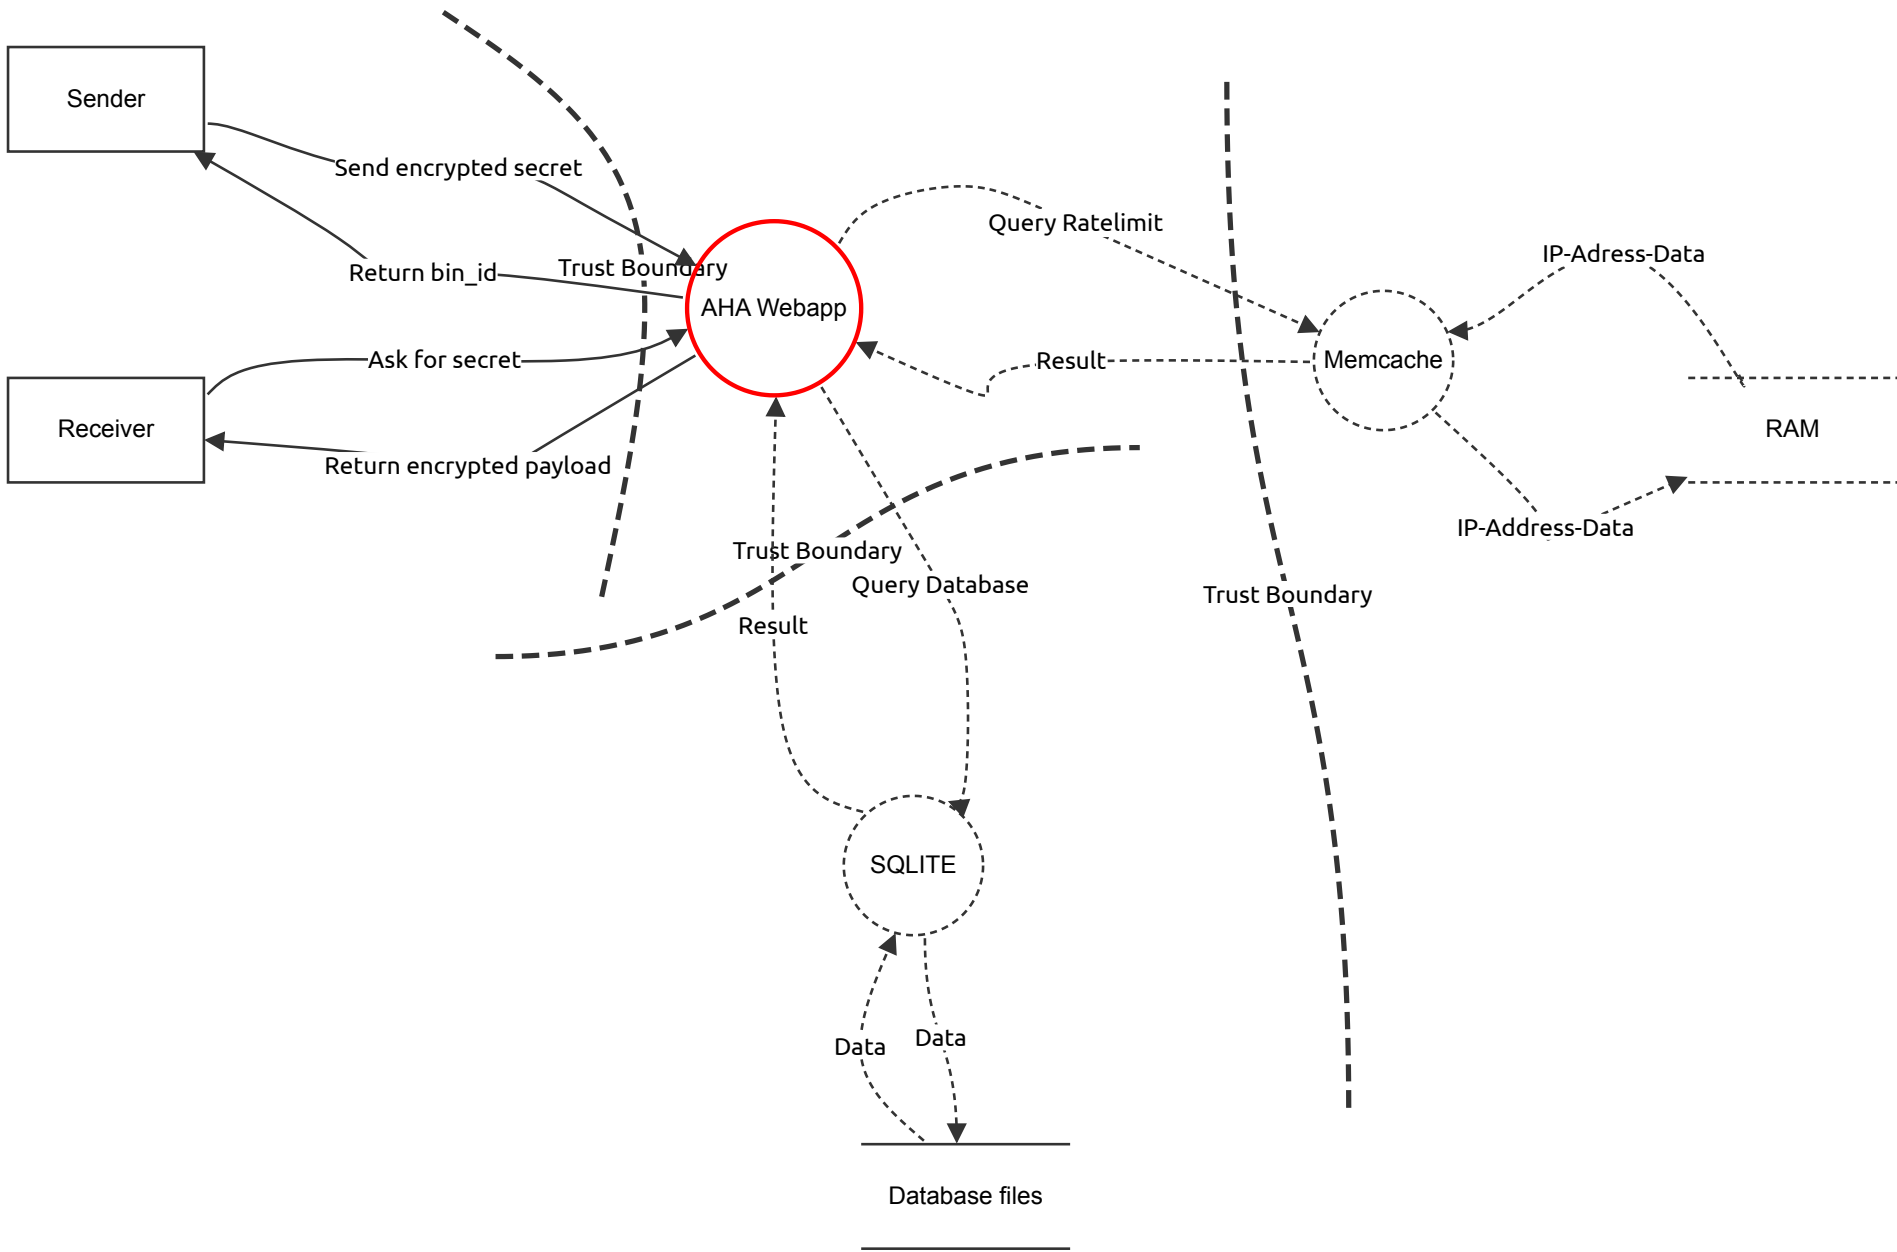 Sender
Send encrypted secret
Return bin_id
Trust Boundary
AHA Webapp
Query Ratelimit
IP-Adress-Data
Ask for secret
Result
Memcache
Receiver
RAM
Return encrypted payload
IP-Address-Data
Trust Boundary
Query Database
Trust Boundary
Result
SQLITE
Data
Data
Database files